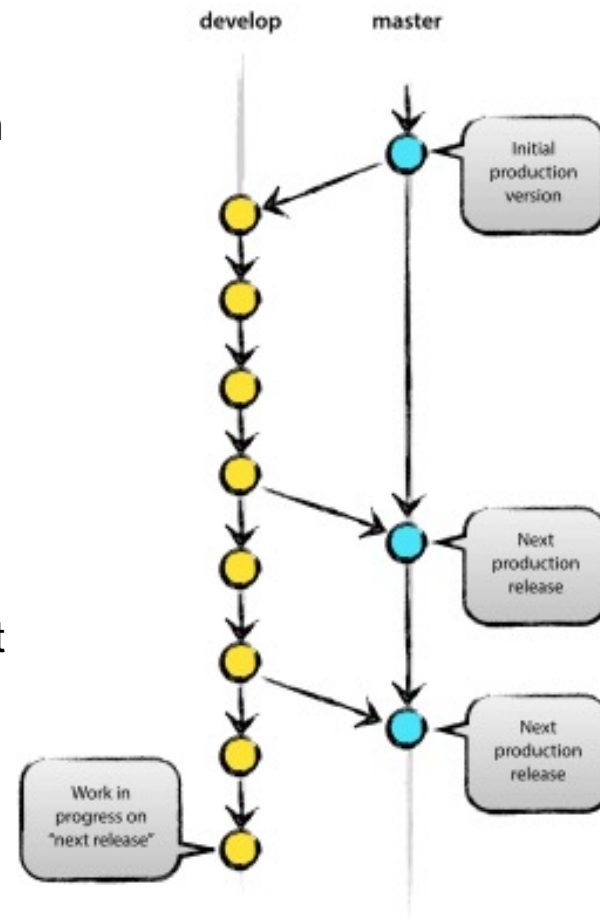 develop
master
Initial
production
version
Next
production
release
Next
production
release
Work in
progress on
"next release"